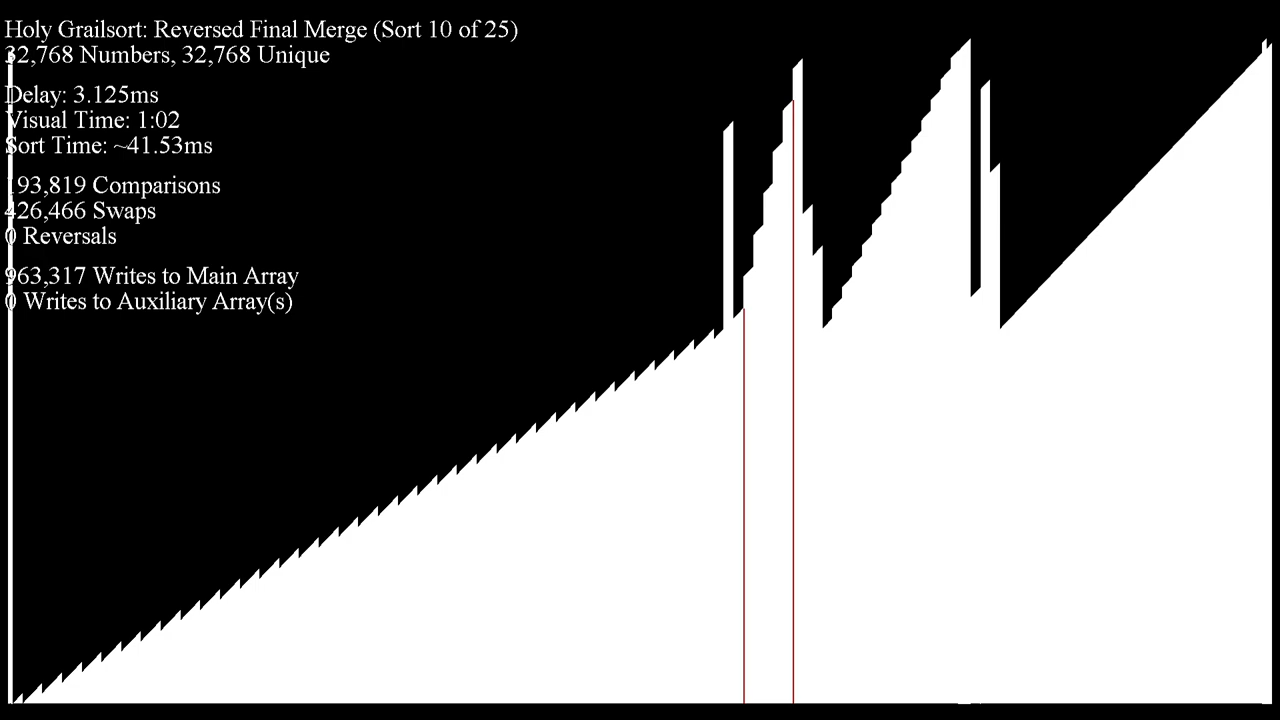 Holy Grailsort: Reversed Final Merge (Sort 10 of 25)
32,768 Numbers, 32,768 Unique
Delay: 3.125ms
Visual Time: 1:02
Sort Time: ~41.53ms
193,819 Comparisons
426,466 Swaps
0 Reversals
963,317 Writes to Main Array
0 Writes to Auxiliary Array(s)